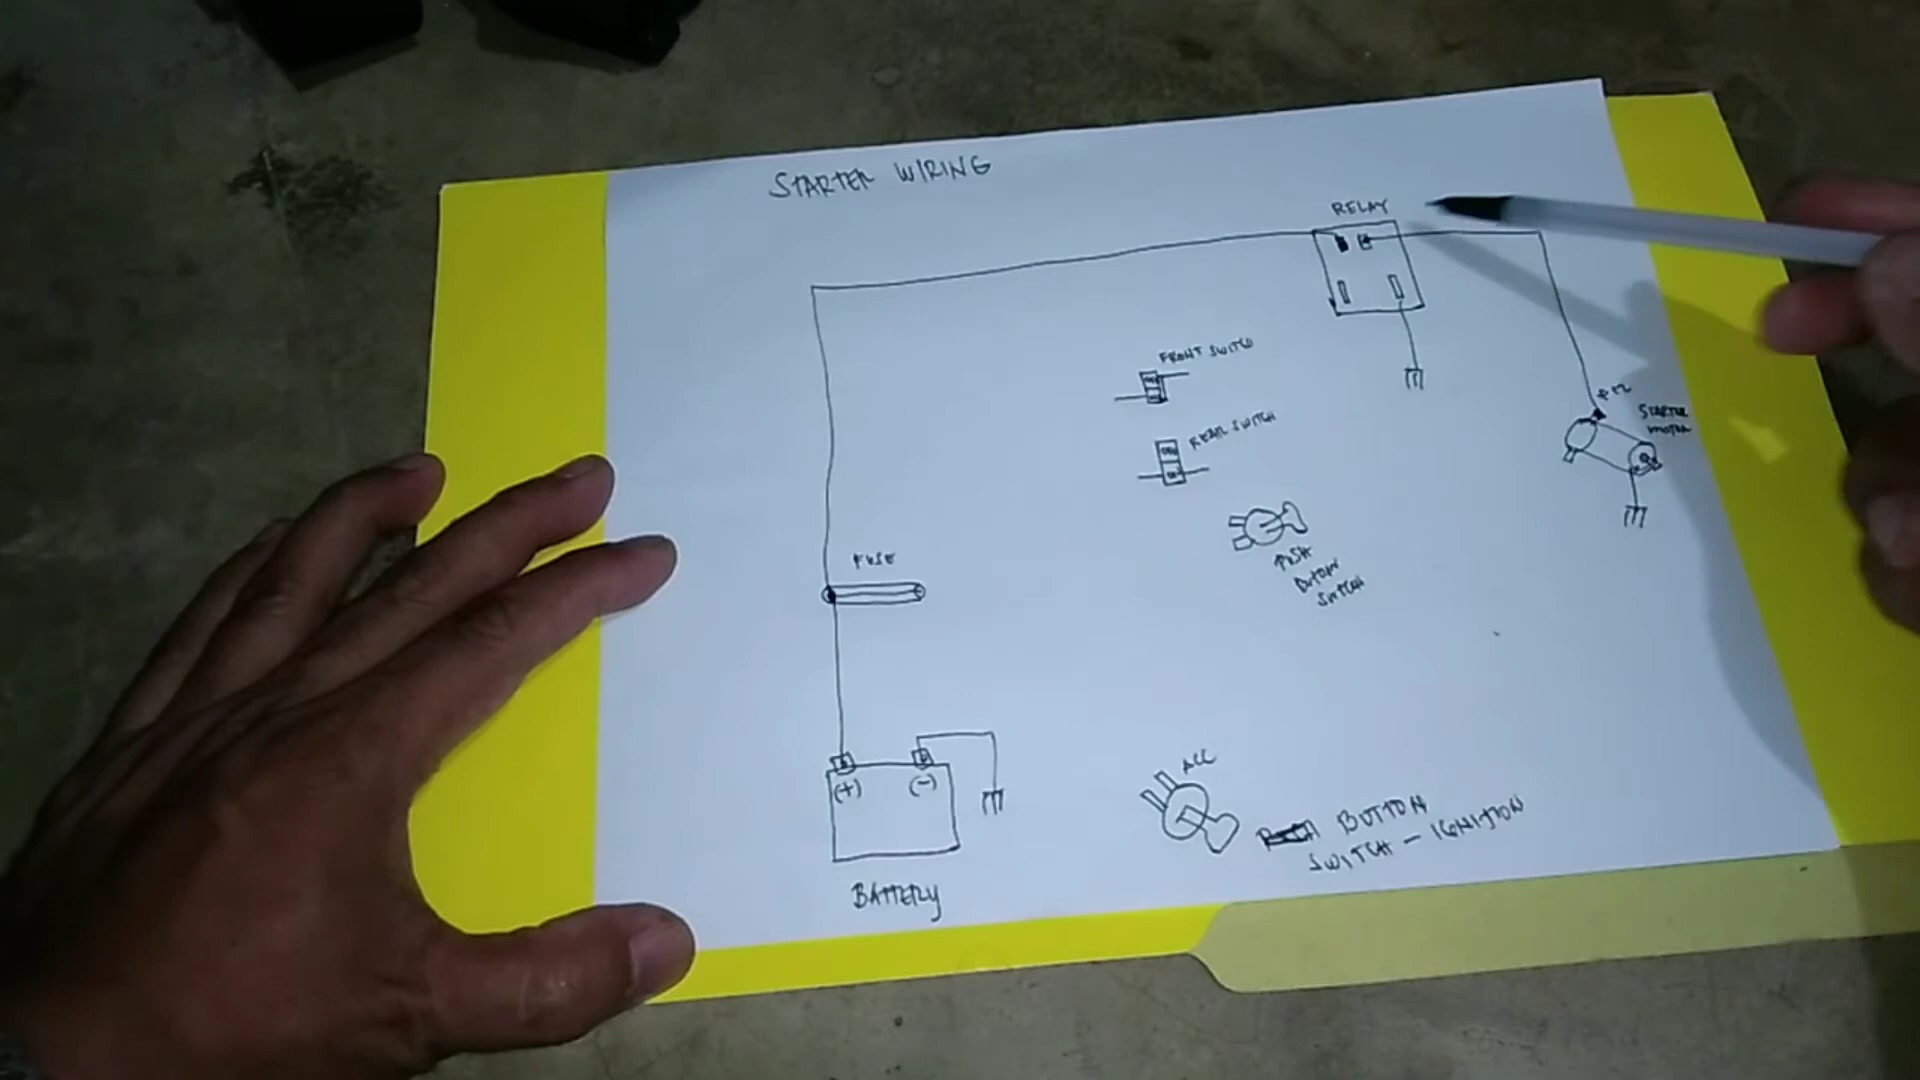 STARTER WIRING
RELAY
FRONT SWITCH
REAR SWITCH
STARTER
MOTOR
FUSE
PUSH
BUTTON
SWITCH
(+) (-)
BATTERY
ACC
BUTTON
SWITCH - IGNITION